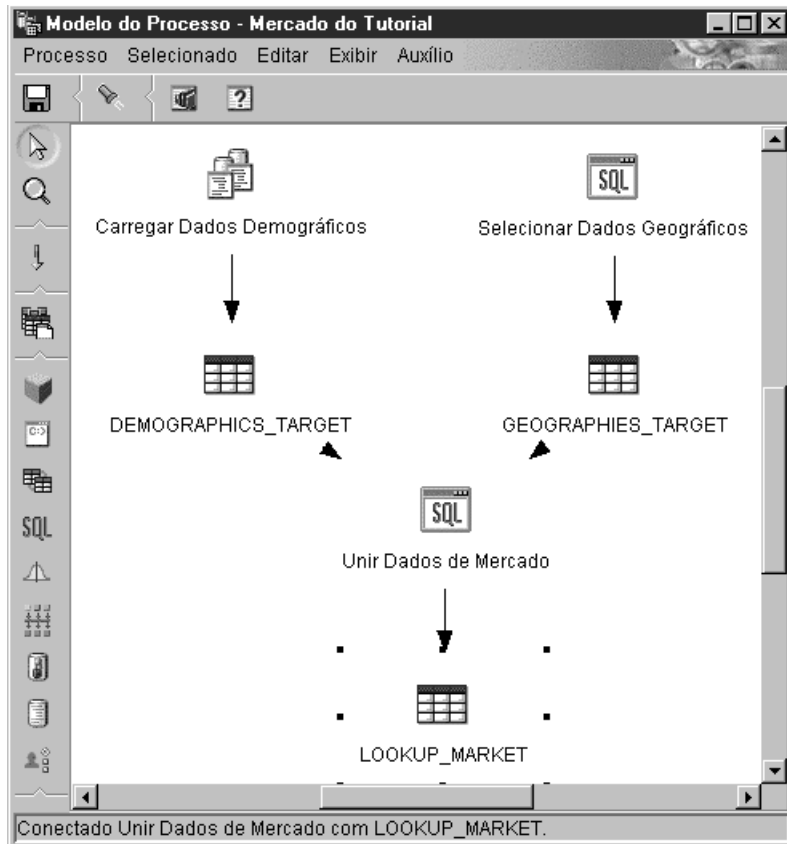 Modelo do Processo - Mercado do Tutorial
Processo Selecionado Editar Exibir Auxílio
SQL
Carregar Dados Demográficos
Selecionar Dados Geográficos
DEMOGRAPHICS_TARGET
GEOGRAPHIES_TARGET
C:>
SQL
SQL
Unir Dados de Mercado
LOOKUP_MARKET
Conectado Unir Dados de Mercado com LOOKUP_MARKET.